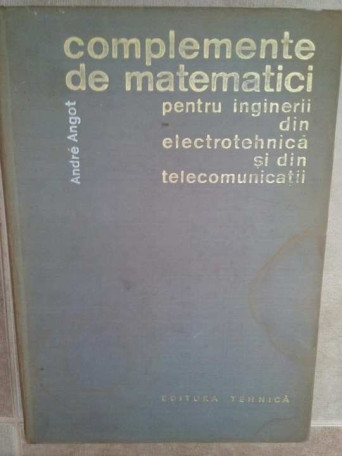 complemente
de matematici
pentru inginerii
din
electrotehnică
și din
telecomunicații
André Angot
EDITURA TEHNICĂ